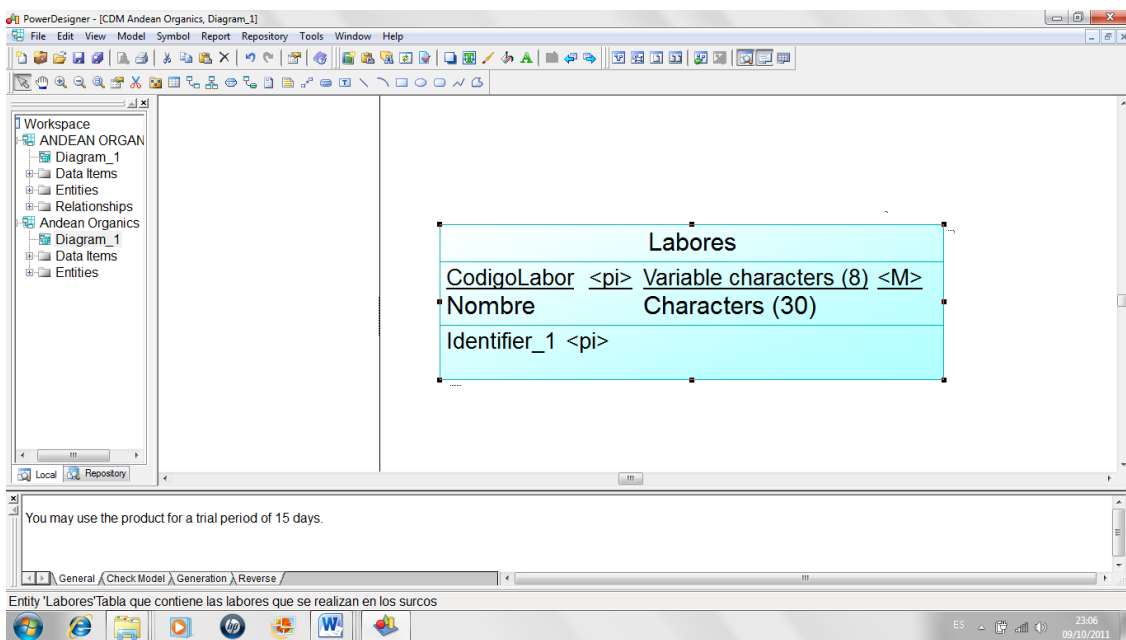 PowerDesigner - [CDM Andean Organics, Diagram_1]
File Edit View Model Symbol Report Repository Tools Window Help
Workspace
ANDEAN ORGAN
Diagram_1
Data Items
Entities
Relationships
Andean Organics
Diagram_1
Data Items
Entities
Labores
CodigoLabor <pi> Variable characters (8) <M>
Nombre Characters (30)
Identifier_1 <pi>
Local Repository
You may use the product for a trial period of 15 days.
General Check Model Generation Reverse
Entity 'Labores'Tabla que contiene las labores que se realizan en los surcos
ES 23:06
09/10/2011